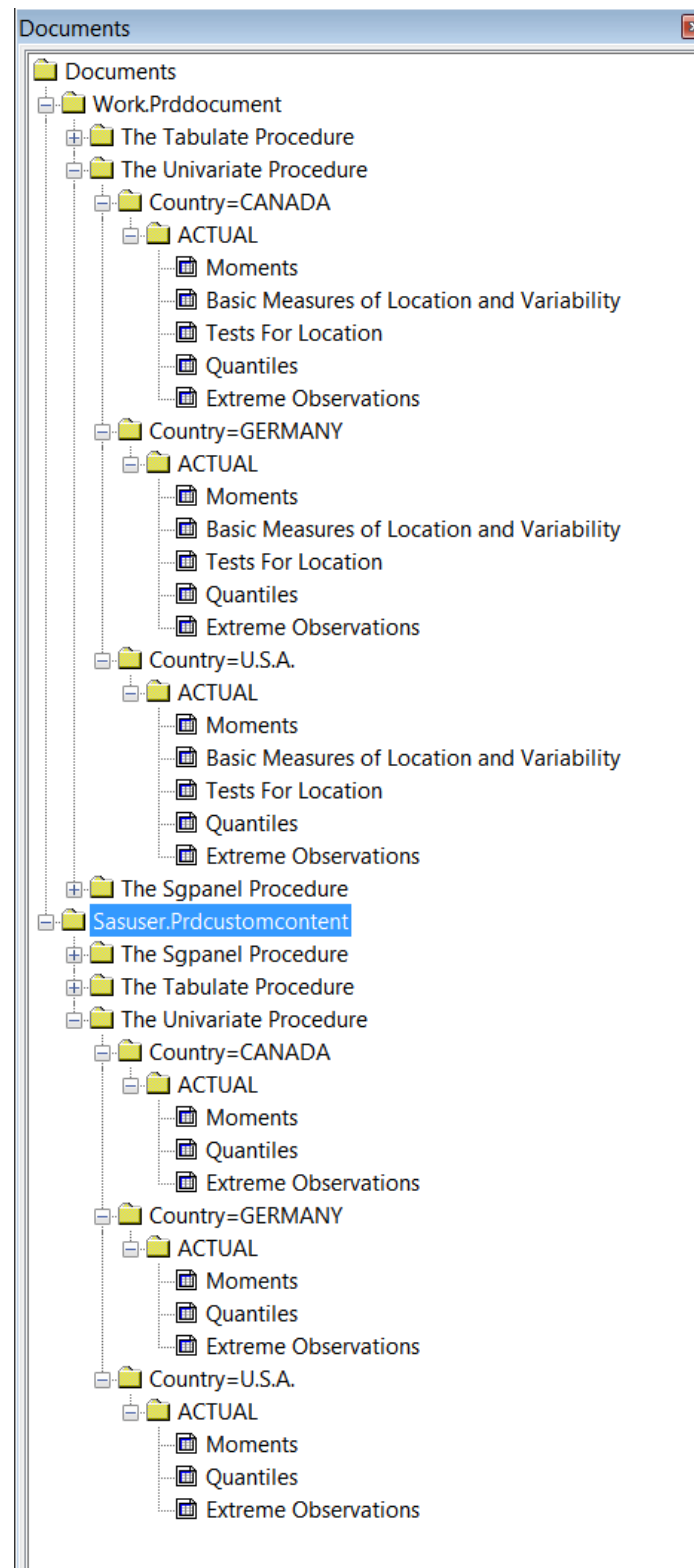 Documents
Documents
Work.Prddocument
The Tabulate Procedure
The Univariate Procedure
Country=CANADA
ACTUAL
Moments
Basic Measures of Location and Variability
Tests For Location
Quantiles
Extreme Observations
Country=GERMANY
ACTUAL
Moments
Basic Measures of Location and Variability
Tests For Location
Quantiles
Extreme Observations
Country=U.S.A.
ACTUAL
Moments
Basic Measures of Location and Variability
Tests For Location
Quantiles
Extreme Observations
The Sgpanel Procedure
Sasuser.Prdcustomcontent
The Sgpanel Procedure
The Tabulate Procedure
The Univariate Procedure
Country=CANADA
ACTUAL
Moments
Quantiles
Extreme Observations
Country=GERMANY
ACTUAL
Moments
Quantiles
Extreme Observations
Country=U.S.A.
ACTUAL
Moments
Quantiles
Extreme Observations